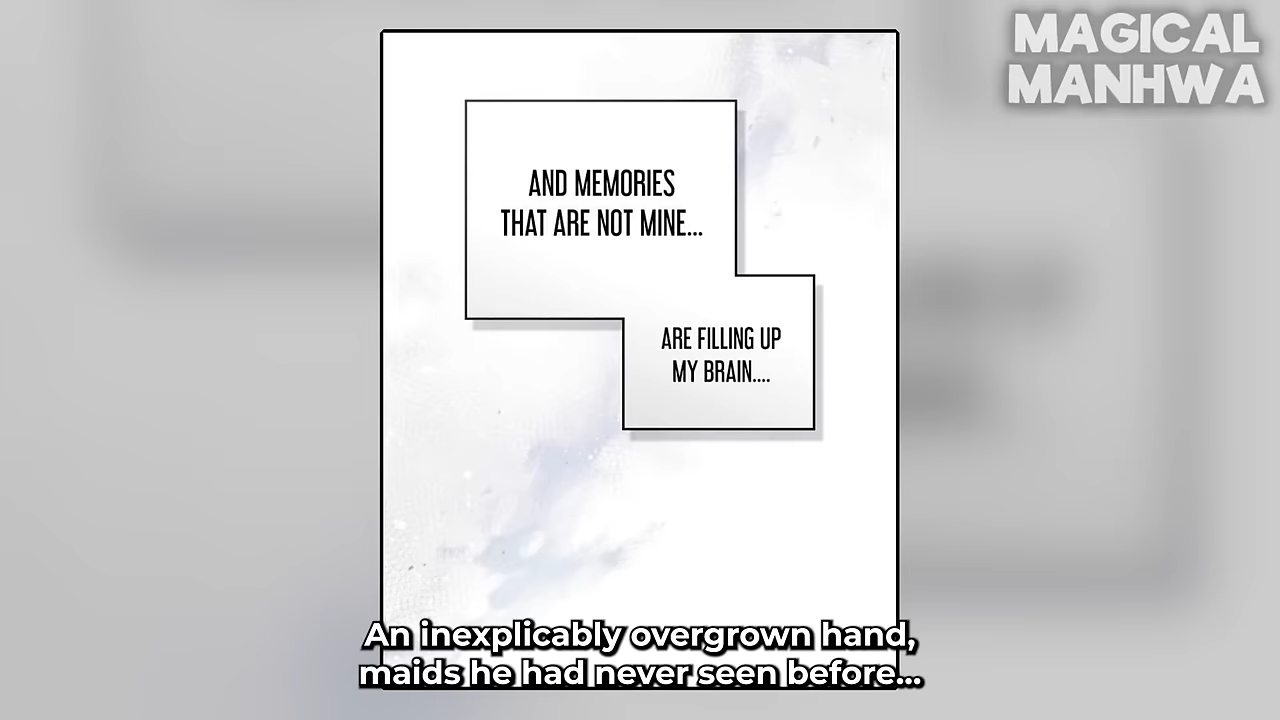 MAGICAL
MANHWA
AND MEMORIES
THAT ARE NOT MINE...
ARE FILLING UP
MY BRAIN....
An inexplicably overgrown hand,
maids he had never seen before...